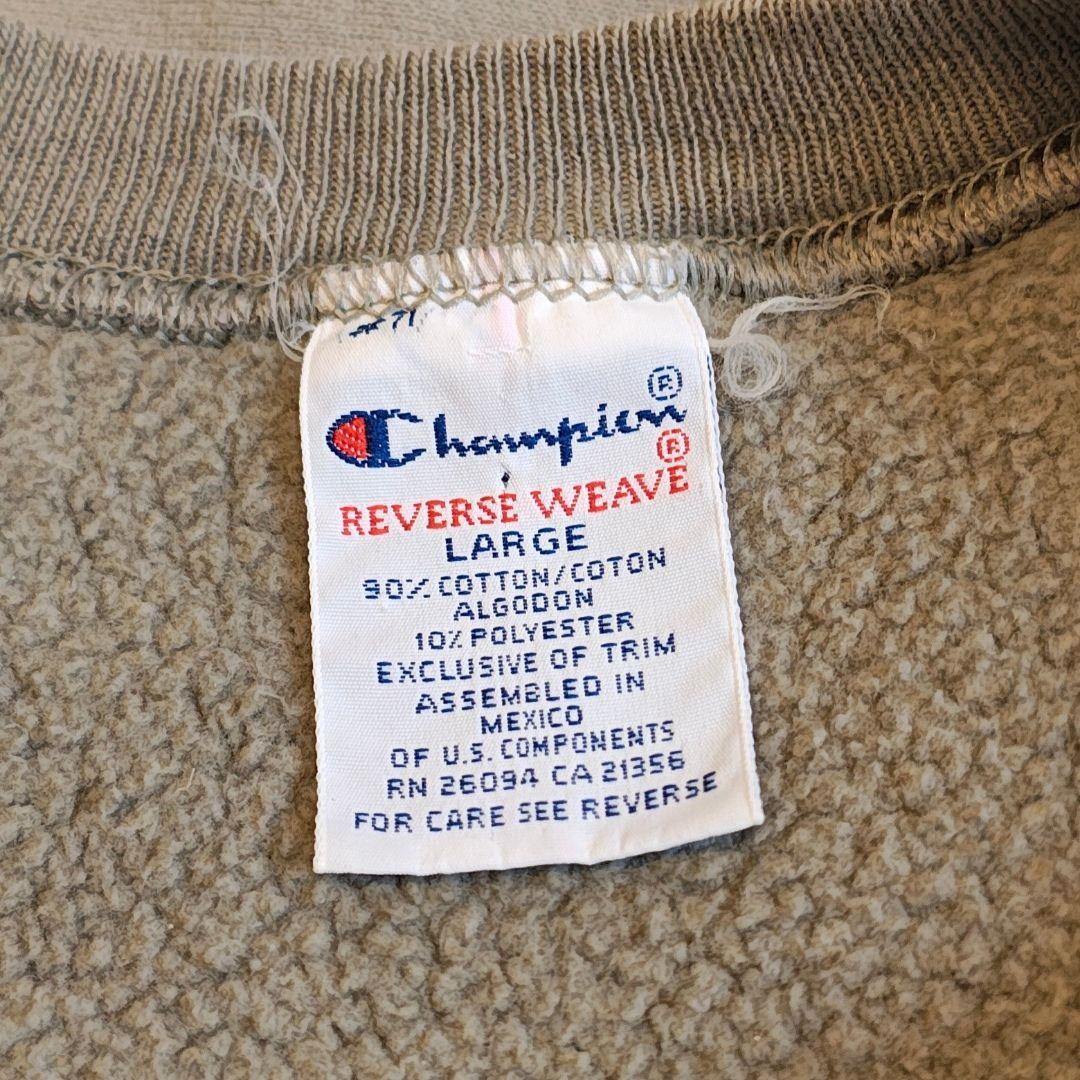 Champion®
REVERSE WEAVE®
LARGE
90% COTTON/COTON
ALGODON
10% POLYESTER
EXCLUSIVE OF TRIM
ASSEMBLED IN
MEXICO
OF U.S. COMPONENTS
RN 26094 CA 21356
FOR CARE SEE REVERSE